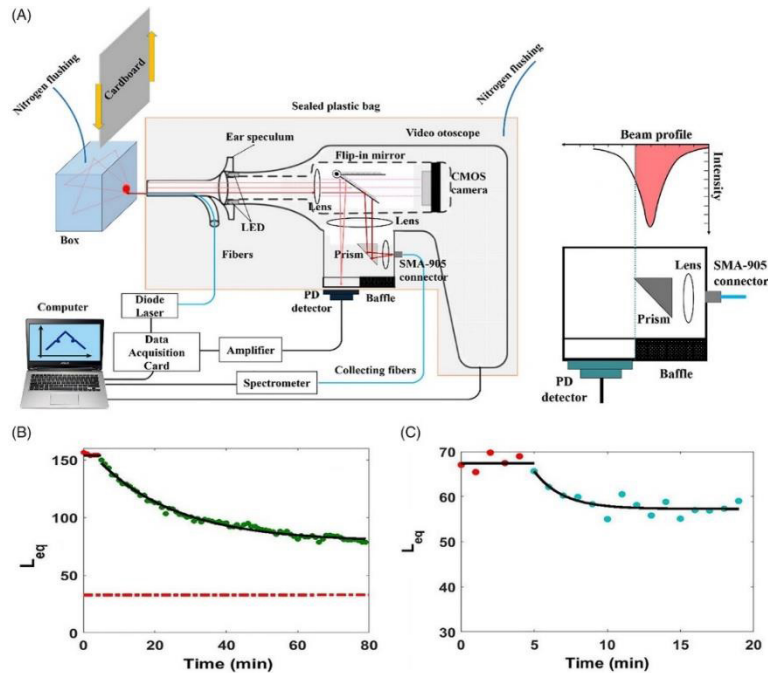 (A)
Nitrogen flushing
Cardboard
Box
Sealed plastic bag
Nitrogen flushing
Ear speculum
Video otoscope
Flip-in mirror
CMOS
camera
Lens
LED
Lens
Fibers
Prism
SMA-905
connector
PD
detector
Baffle
Computer
Diode
Laser
Data
Acquisition
Card
Amplifier
Spectrometer
Collecting fibers
Beam profile
Intensity
Lens
SMA-905
connector
Prism
PD
detector
Baffle
(B)
150
100
50
0
Leq
0 20 40 60 80
Time (min)
(C)
70
60
50
40
30
Leq
0 5 10 15 20
Time (min)